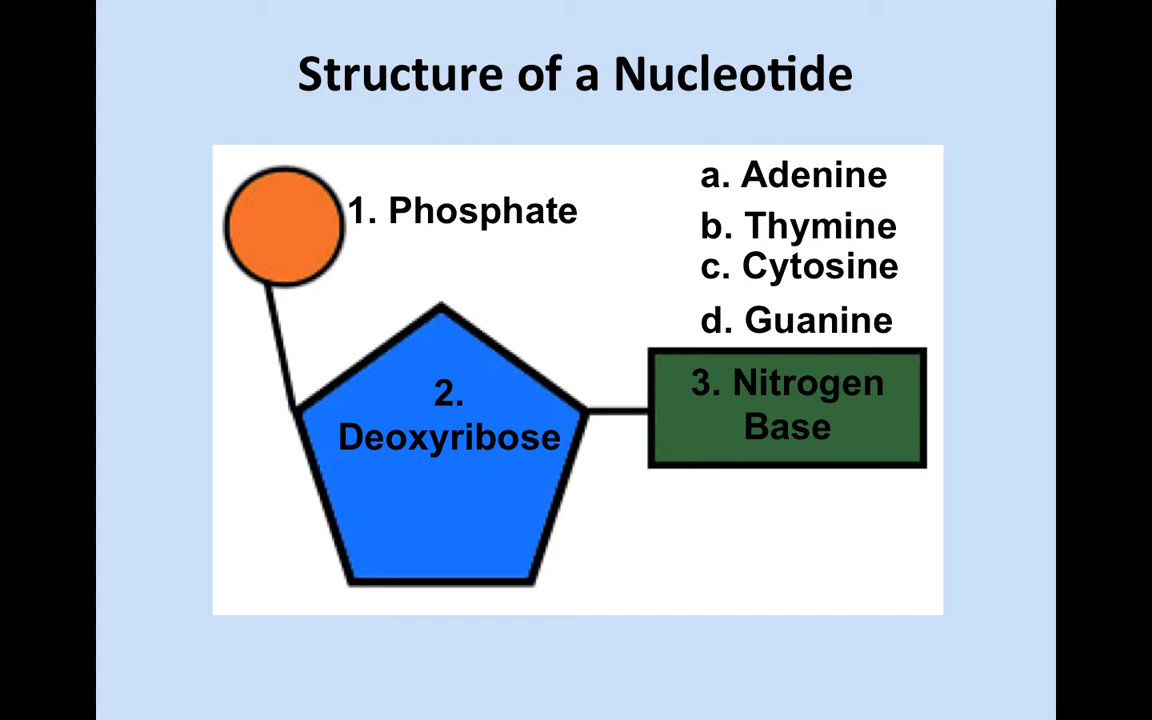 Structure of a Nucleotide
1. Phosphate
a. Adenine
b. Thymine
c. Cytosine
d. Guanine
2.
Deoxyribose
3. Nitrogen
Base